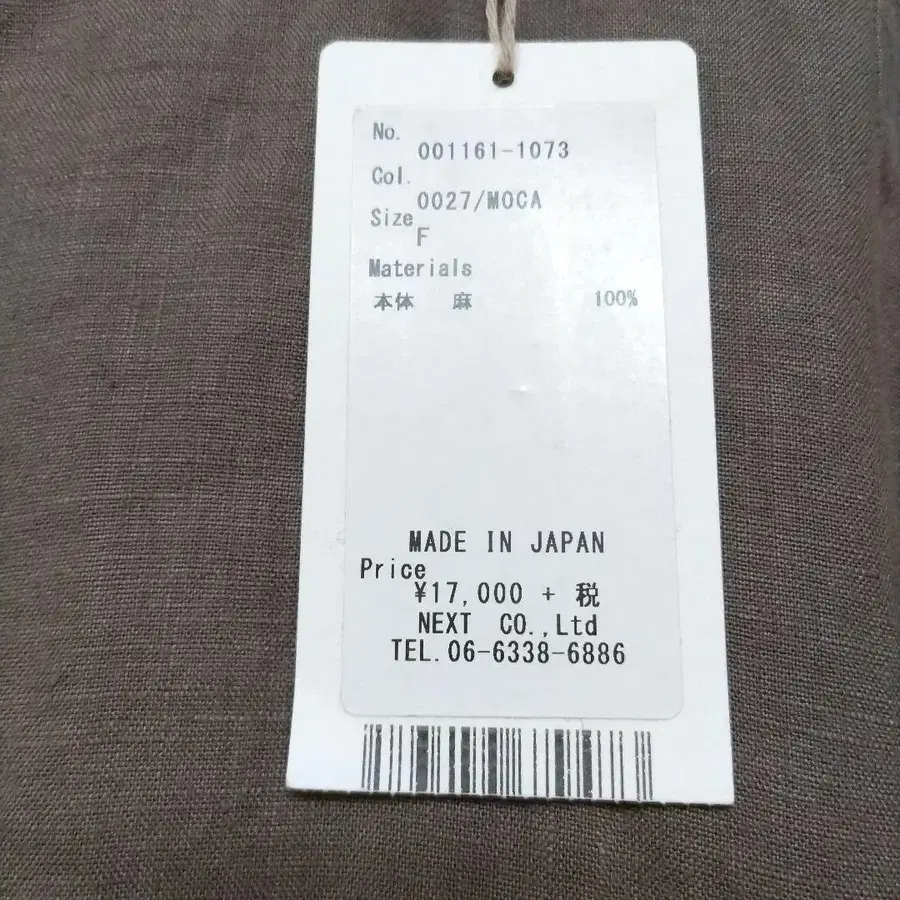 No.
001161-1073
Col.
0027/MOCA
Size
F
Materials
本体 麻 100%
MADE IN JAPAN
Price
¥17,000 + 税
NEXT CO.,Ltd
TEL.06-6338-6886